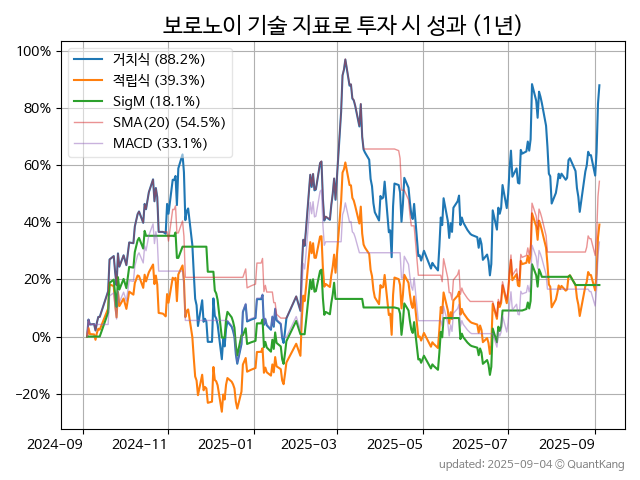 보로노이 기술 지표로 투자 시 성과 (1년)
100%
80%
60%
40%
20%
0%
−20%
거치식 (88.2%)
적립식 (39.3%)
SigM (18.1%)
SMA(20) (54.5%)
MACD (33.1%)
2024-09
2024-11
2025-01
2025-03
2025-05
2025-07
2025-09
updated: 2025-09-04 © QuantKang